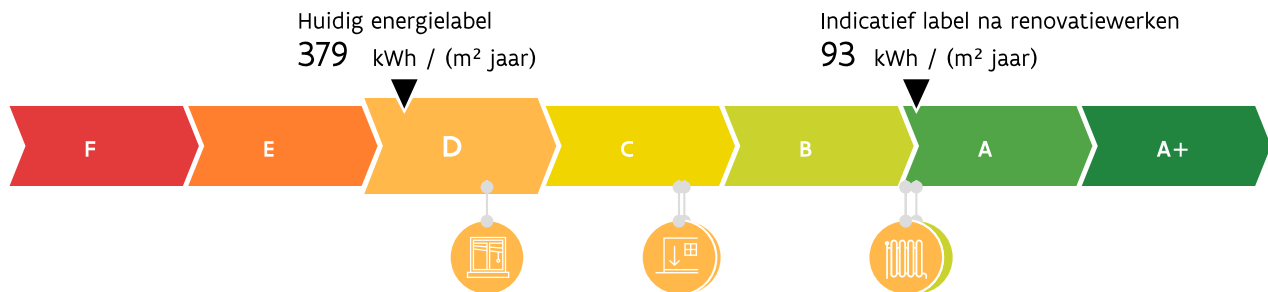 Huidig energielabel
379 kWh / (m² jaar)
Indicatief label na renovatiewerken
93 kWh / (m² jaar)
F
E
D
C
B
A
A+